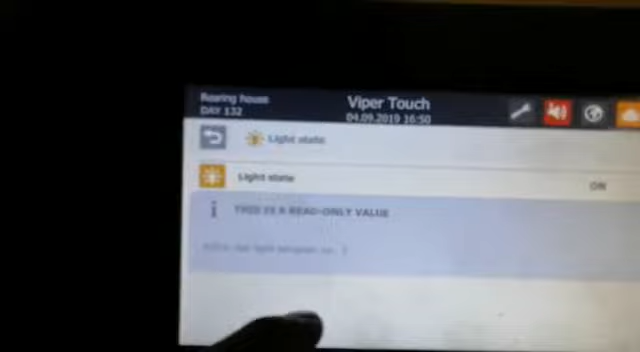 Rearing house
DAY 132
Viper Touch
04.09.2019 16:50
Light state
Light state
ON
THIS IS A READ-ONLY VALUE